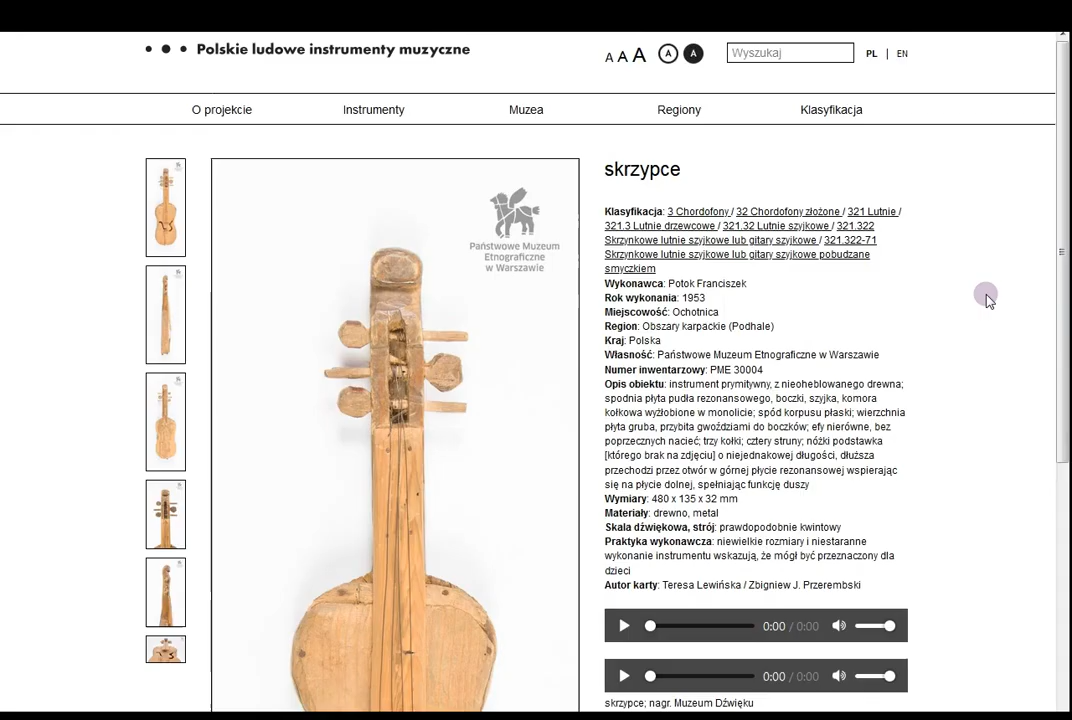 Polskie ludowe instrumenty muzyczne
A A A A A
Wyszukaj
PL | EN
O projekcie Instrumenty Muzea Regiony Klasyfikacja
Państwowe Muzeum
Etnograficzne
w Warszawie
skrzypce
Klasyfikacja: 3 Chordofony / 32 Chordofony złożone / 321 Lutnie /
321.3 Lutnie drzewcowe / 321.32 Lutnie szyjkowe / 321.322
Skrzynkowe lutnie szyjkowe lub gitary szyjkowe / 321.322-71
Skrzynkowe lutnie szyjkowe lub gitary szyjkowe pobudzane
smyczkiem
Wykonawca: Potok Franciszek
Rok wykonania: 1953
Miejscowość: Ochotnica
Region: Obszary karpackie (Podhale)
Kraj: Polska
Własność: Państwowe Muzeum Etnograficzne w Warszawie
Numer inwentarzowy: PME 30004
Opis obiektu: instrument prymitywny, z nieoheblowanego drewna;
spodnia płyta pudła rezonansowego, boczki, szyjka, komora
kołkowa wyżłobione w monolicie; spód korpusu płaski; wierzchnia
płyta gruba, przybita gwoździami do boczków; efy nierówne, bez
poprzecznych nacieć; trzy kołki; cztery struny; nóżki podstawka
[którego brak na zdjęciu] o niejednakowej długości, dłuższa
przechodzi przez otwór w górnej płycie rezonansowej wspierając
się na płycie dolnej, spełniając funkcję duszy
Wymiary: 480 x 135 x 32 mm
Materiały: drewno, metal
Skala dźwiękowa, strój: prawdopodobnie kwintowy
Praktyka wykonawcza: niewielkie rozmiary i niestaranne
wykonanie instrumentu wskazują, że mógł być przeznaczony dla
dzieci
Autor karty: Teresa Lewińska / Zbigniew J. Przerembski
0:00 / 0:00
0:00 / 0:00
skrzypce; nagr. Muzeum Dźwięku